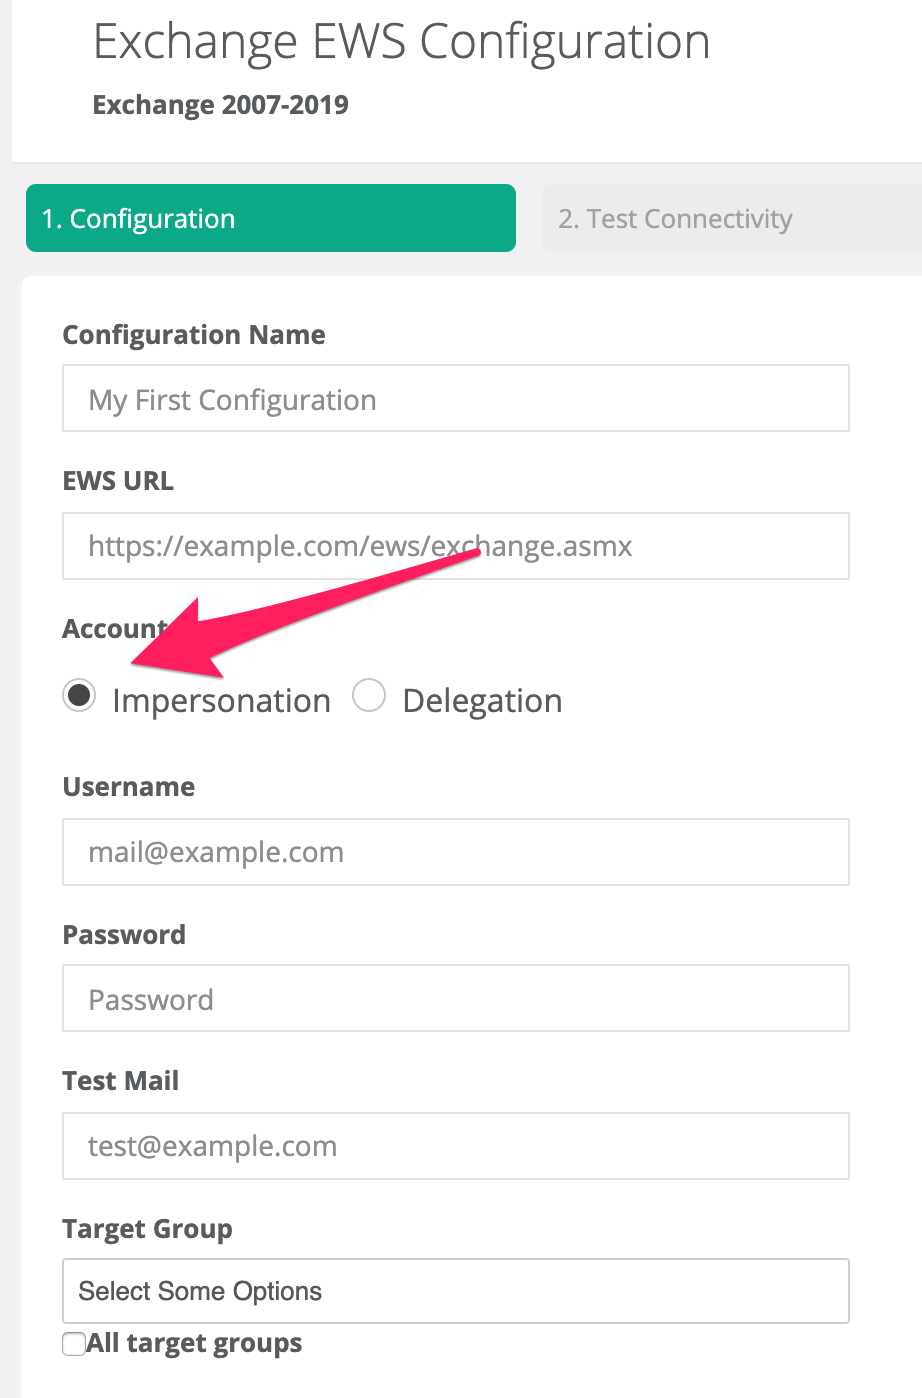 Exchange EWS Configuration
Exchange 2007-2019
1. Configuration
2. Test Connectivity
Configuration Name
My First Configuration
EWS URL
https://example.com/ews/exchange.asmx
Account
Impersonation
Delegation
Username
mail@example.com
Password
Password
Test Mail
test@example.com
Target Group
Select Some Options
All target groups